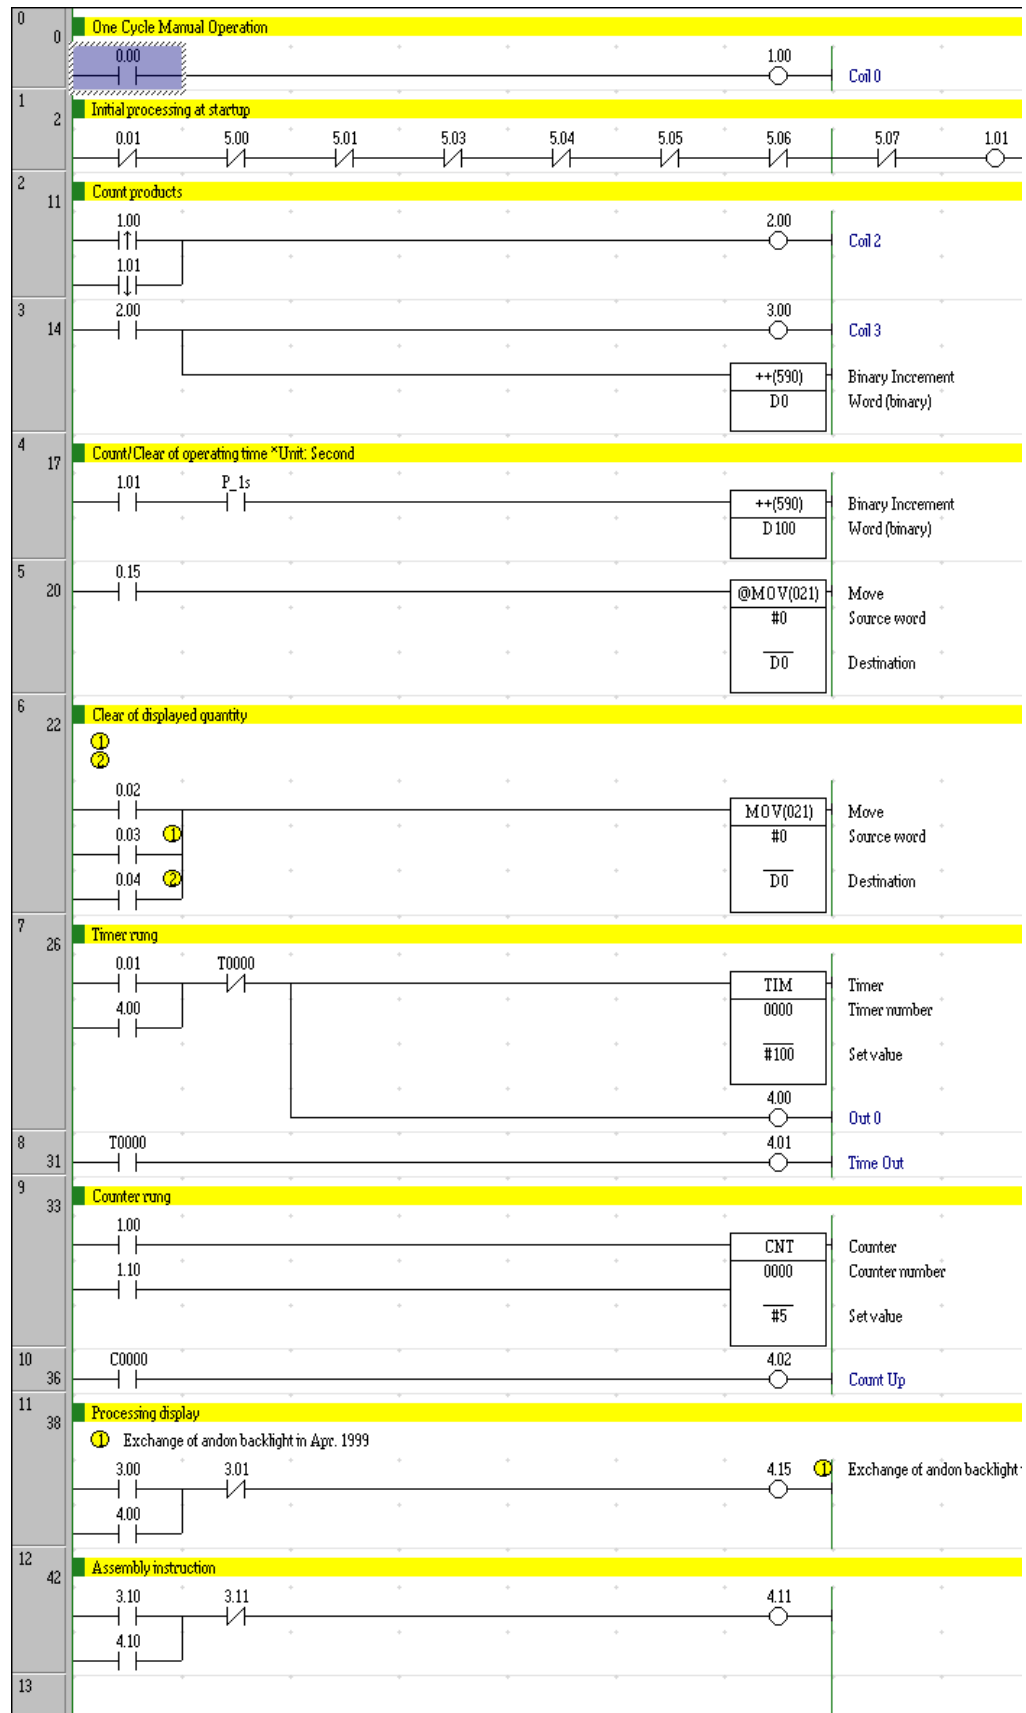 0
0
One Cycle Manual Operation
0.00 1.00
Coil 0
1
2
Initial processing at startup
0.01 5.00 5.01 5.03 5.04 5.05 5.06 5.07 1.01
2
11
Count products
1.00 2.00
Coil 2
1.01
3
14
2.00 3.00
Coil 3
++(590) Binary Increment
D0 Word (binary)
4
17
Count/Clear of operating time *Unit: Second
1.01 P_1s
++(590) Binary Increment
D100 Word (binary)
5
20
0.15
@MOV(021) Move
#0 Source word
D0 Destination
6
22
Clear of displayed quantity
1
2
0.02
MOV(021) Move
0.03 1 #0 Source word
0.04 2 D0 Destination
7
26
Timer rung
0.01 T0000
TIM Timer
4.00 0000 Timer number
#100 Set value
4.00
Out 0
8
31
T0000 4.01
Time Out
9
33
Counter rung
1.00
CNT Counter
1.10 0000 Counter number
#5 Set value
10
36
C0000 4.02
Count Up
11
38
Processing display
1 Exchange of andon backlight in Apr. 1999
3.00 3.01 4.15 1 Exchange of andon backlight
4.00
12
42
Assembly instruction
3.10 3.11 4.11
4.10
13